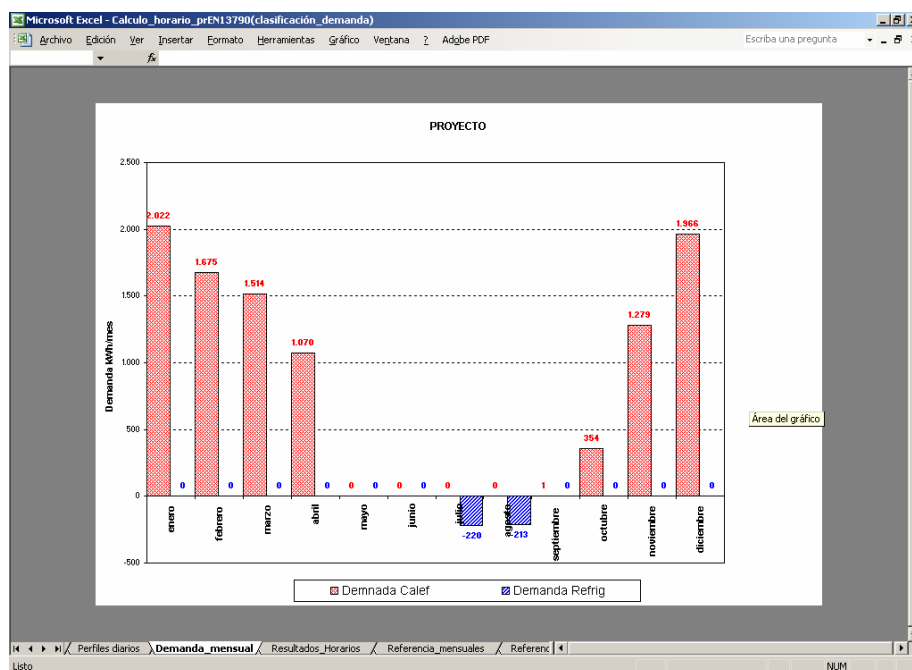 Microsoft Excel - Calculo_horario_prEN13790(clasificación_demanda)
Archivo Edición Ver Insertar Formato Herramientas Gráfico Ventana ? Adobe PDF Escriba una pregunta
fx
PROYECTO
Demanda kWh/mes
2.500
2.000
1.500
1.000
500
0
-500
2.022 0
1.675 0
1.514 0
1.070 0
0 0
0 0
0 -220
0 -213
1 0
354 0
1.279 0
1.966 0
enero
febrero
marzo
abril
mayo
junio
julio
agosto
septiembre
octubre
noviembre
diciembre
Área del gráfico
Demnada Calef Demanda Refrig
Perfiles diarios Demanda_mensual Resultados_Horarios Referencia_mensuales Referenc
Listo NUM